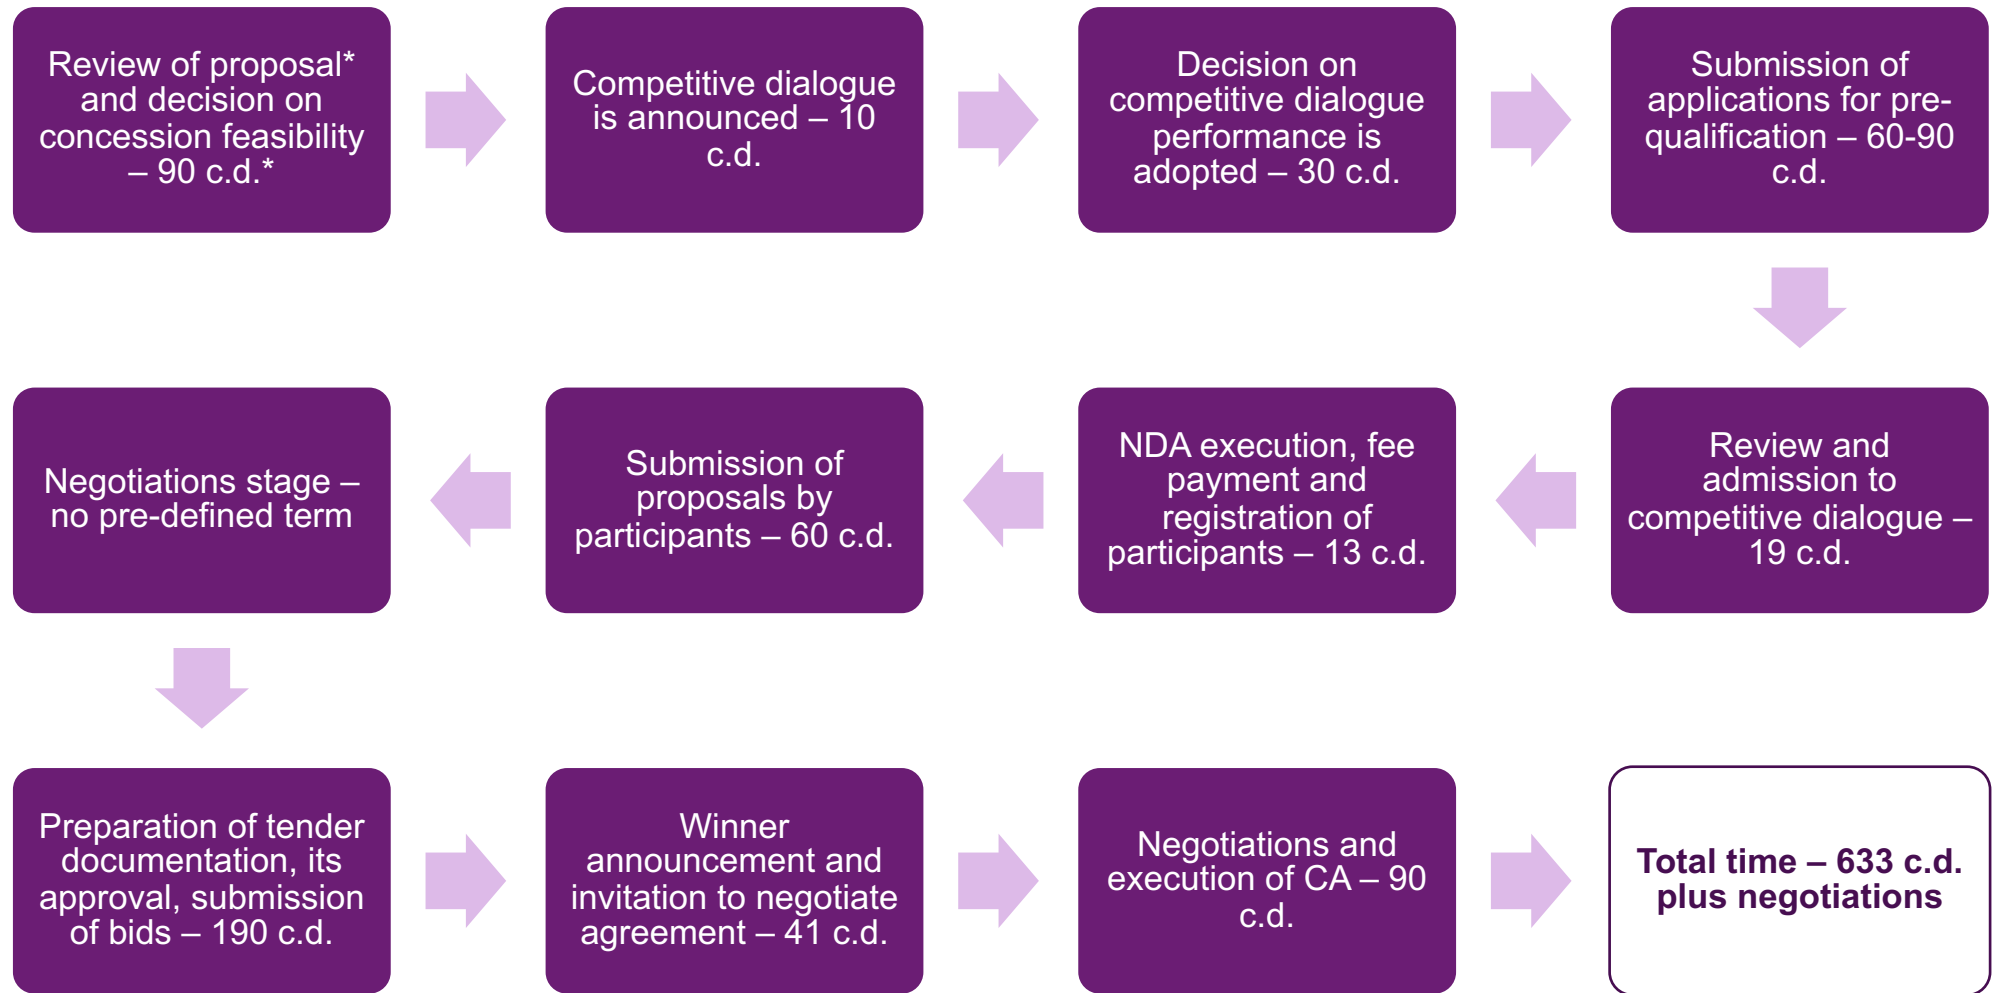 Review of proposal*
and decision on
concession feasibility
– 90 c.d.*
Competitive dialogue
is announced – 10
c.d.
Decision on
competitive dialogue
performance is
adopted – 30 c.d.
Submission of
applications for pre-
qualification – 60-90
c.d.
Review and
admission to
competitive dialogue –
19 c.d.
NDA execution, fee
payment and
registration of
participants – 13 c.d.
Submission of
proposals by
participants – 60 c.d.
Negotiations stage –
no pre-defined term
Preparation of tender
documentation, its
approval, submission
of bids – 190 c.d.
Winner
announcement and
invitation to negotiate
agreement – 41 c.d.
Negotiations and
execution of CA – 90
c.d.
Total time – 633 c.d.
plus negotiations